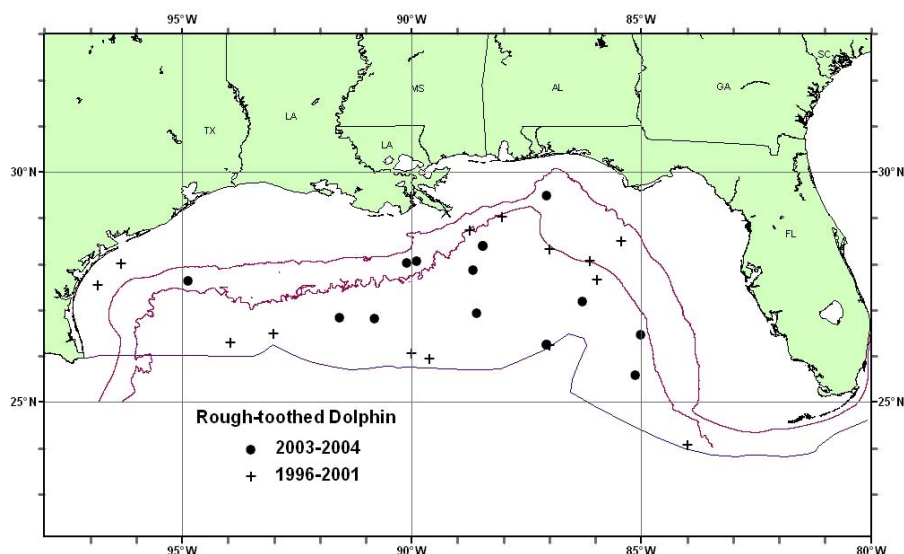 95°W 90°W 85°W 80°W
SC
MS AL GA
LA
TX
LA
30°N 30°N
FL
25°N 25°N
Rough-toothed Dolphin
2003-2004
1996-2001
95°W 90°W 85°W 80°W